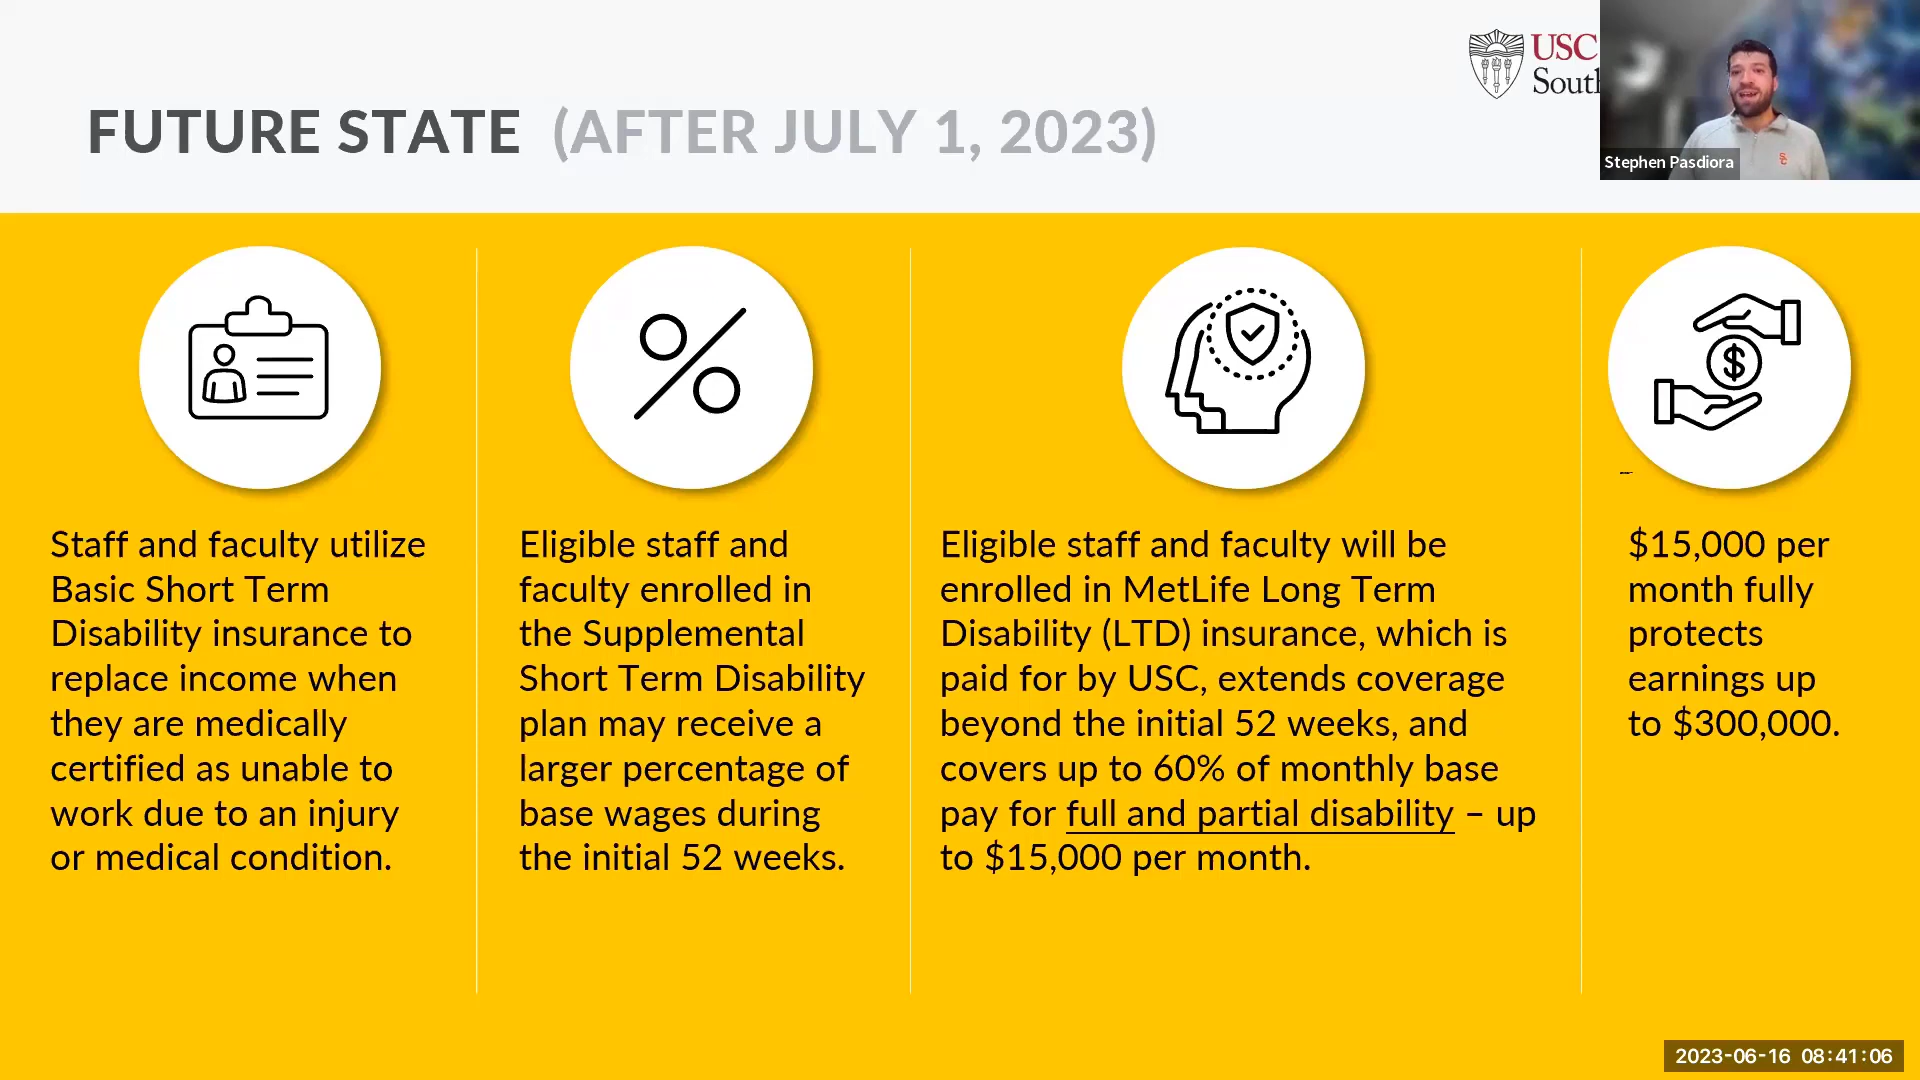 USC
South
Stephen Pasdiora
FUTURE STATE (AFTER JULY 1, 2023)
Staff and faculty utilize
Basic Short Term
Disability insurance to
replace income when
they are medically
certified as unable to
work due to an injury
or medical condition.
Eligible staff and
faculty enrolled in
the Supplemental
Short Term Disability
plan may receive a
larger percentage of
base wages during
the initial 52 weeks.
Eligible staff and faculty will be
enrolled in MetLife Long Term
Disability (LTD) insurance, which is
paid for by USC, extends coverage
beyond the initial 52 weeks, and
covers up to 60% of monthly base
pay for full and partial disability – up
to $15,000 per month.
$
$15,000 per
month fully
protects
earnings up
to $300,000.
2023-06-16 08:41:06